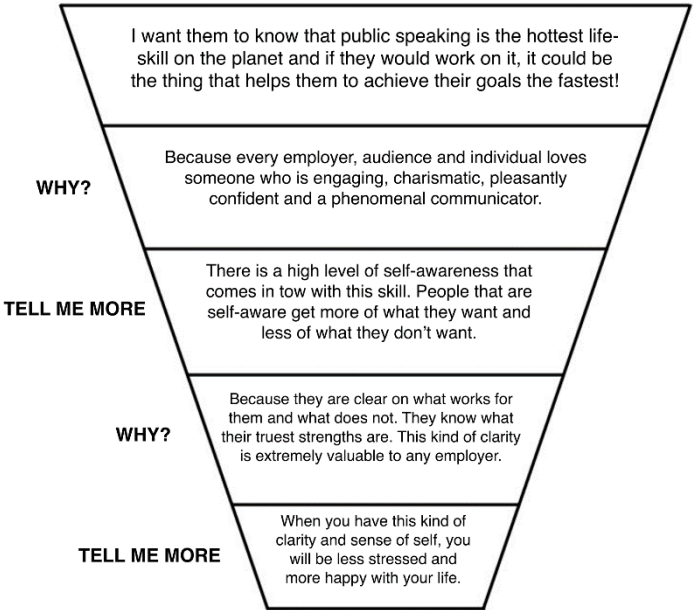 I want them to know that public speaking is the hottest life-
skill on the planet and if they would work on it, it could be
the thing that helps them to achieve their goals the fastest!
WHY?
Because every employer, audience and individual loves
someone who is engaging, charismatic, pleasantly
confident and a phenomenal communicator.
TELL ME MORE
There is a high level of self-awareness that
comes in tow with this skill. People that are
self-aware get more of what they want and
less of what they don’t want.
WHY?
Because they are clear on what works for
them and what does not. They know what
their truest strengths are. This kind of clarity
is extremely valuable to any employer.
TELL ME MORE
When you have this kind of
clarity and sense of self, you
will be less stressed and
more happy with your life.